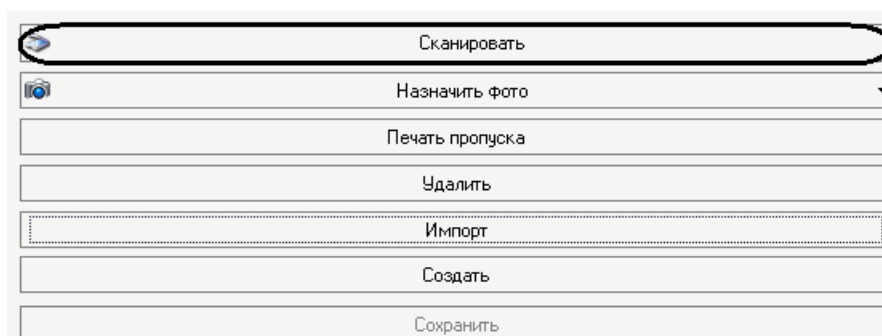 Сканировать
Назначить фото
Печать пропуска
Удалить
Импорт
Создать
Сохранить